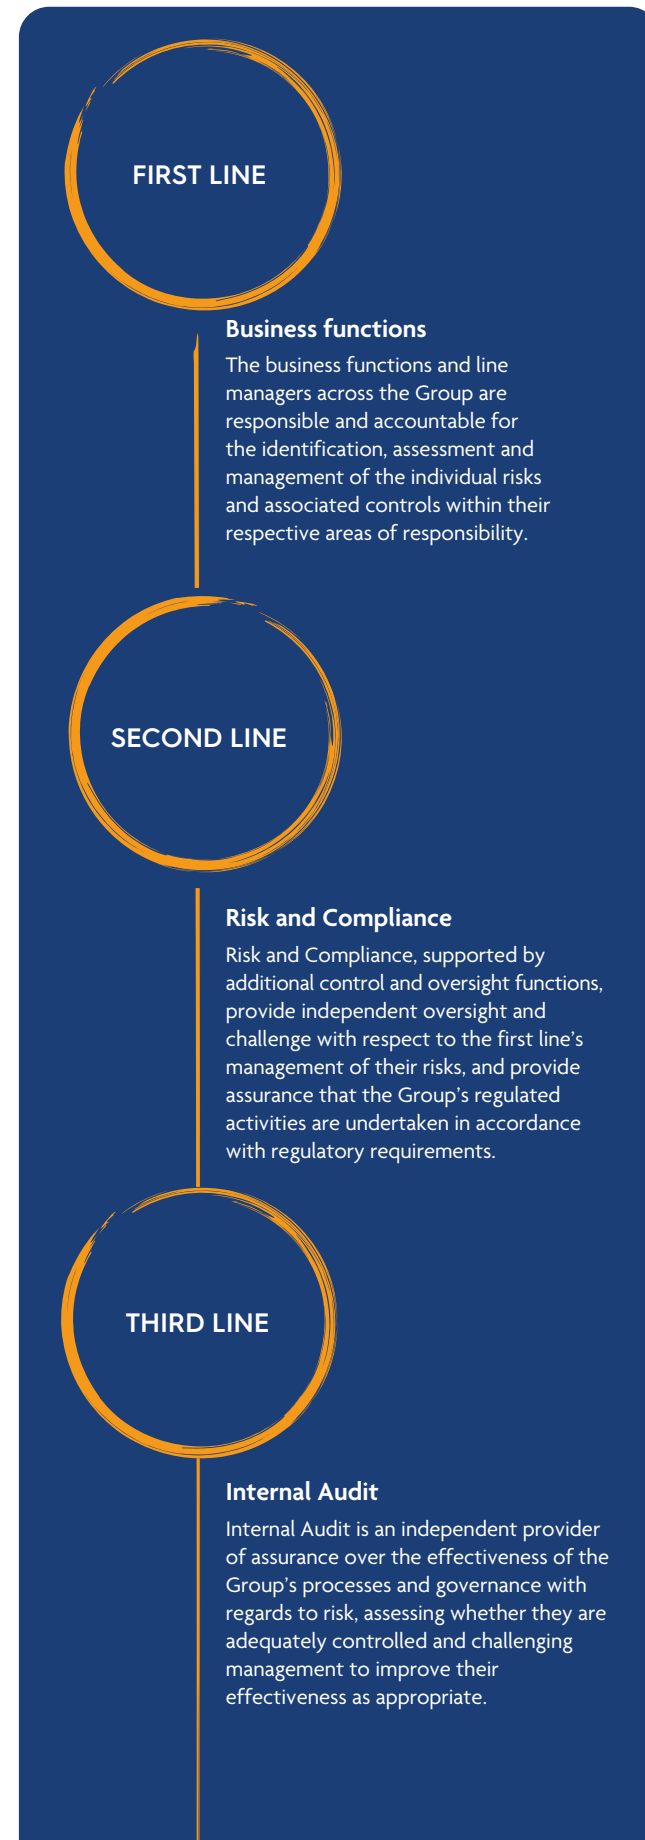 FIRST LINE
Business functions
The business functions and line
managers across the Group are
responsible and accountable for
the identification, assessment and
management of the individual risks
and associated controls within their
respective areas of responsibility.
SECOND LINE
Risk and Compliance
Risk and Compliance, supported by
additional control and oversight functions,
provide independent oversight and
challenge with respect to the first line’s
management of their risks, and provide
assurance that the Group’s regulated
activities are undertaken in accordance
with regulatory requirements.
THIRD LINE
Internal Audit
Internal Audit is an independent provider
of assurance over the effectiveness of the
Group’s processes and governance with
regards to risk, assessing whether they are
adequately controlled and challenging
management to improve their
effectiveness as appropriate.